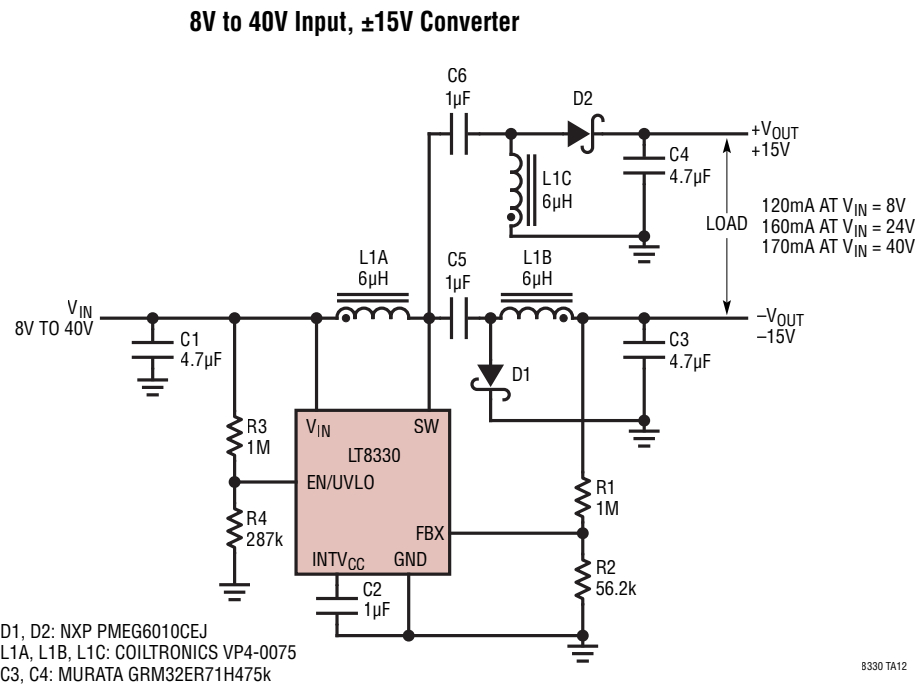 8V to 40V Input, ±15V Converter
C6
1µF
D2
+VOUT
+15V
L1C
6µH
C4
4.7µF
LOAD
120mA AT VIN = 8V
160mA AT VIN = 24V
170mA AT VIN = 40V
L1A
6µH
C5
1µF
L1B
6µH
VIN
8V TO 40V
–VOUT
–15V
C1
4.7µF
D1
C3
4.7µF
R3
1M
VIN
SW
LT8330
EN/UVLO
R4
287k
R1
1M
FBX
INTVCC
GND
R2
56.2k
C2
1µF
D1, D2: NXP PMEG6010CEJ
L1A, L1B, L1C: COILTRONICS VP4-0075
C3, C4: MURATA GRM32ER71H475k
8330 TA12